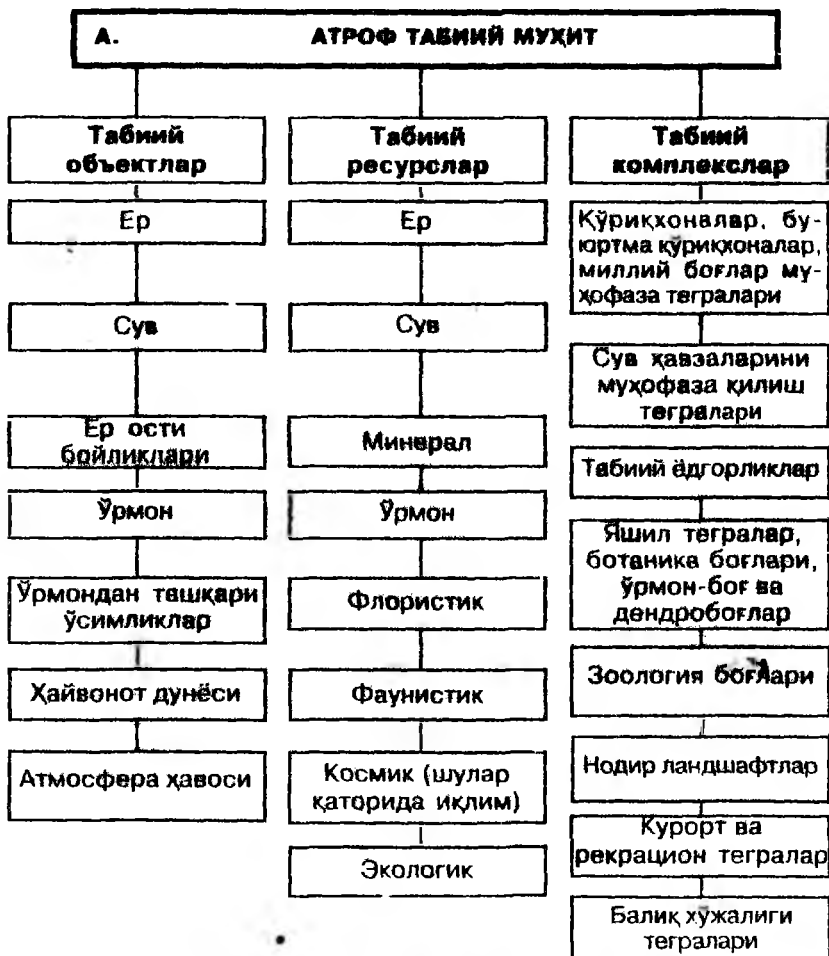 А. АТРОФ ТАБИИЙ МУҲИТ
Табиий
объектлар
Ер
Сув
Ер ости
бойликлари
Ўрмон
Ўрмондан ташқари
ўсимликлар
Ҳайвонот дунёси
Атмосфера ҳавоси
Табиий
ресурслар
Ер
Сув
Минерал
Ўрмон
Флористик
Фаунистик
Космик (шулар
қаторида иқлим)
Экологик
Табиий
комплекслар
Қўриқхоналар, бу-
юртма қўриқхоналар,
миллий боғлар му-
ҳофаза тегралари
Сув ҳавзаларини
муҳофаза қилиш
тегралари
Табиий ёдгорликлар
Яшил тегралар,
ботаника боғлари,
ўрмон-боғ ва
дендробоғлар
Зоология боғлари
Нодир ландшафтлар
Курорт ва
рекрацион тегралар
Балиқ хўжалиги
тегралари